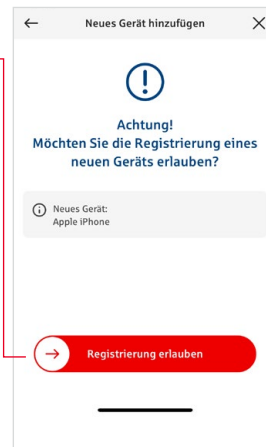 Neues Gerät hinzufügen
Achtung!
Möchten Sie die Registrierung eines
neuen Geräts erlauben?
Neues Gerät:
Apple iPhone
Registrierung erlauben